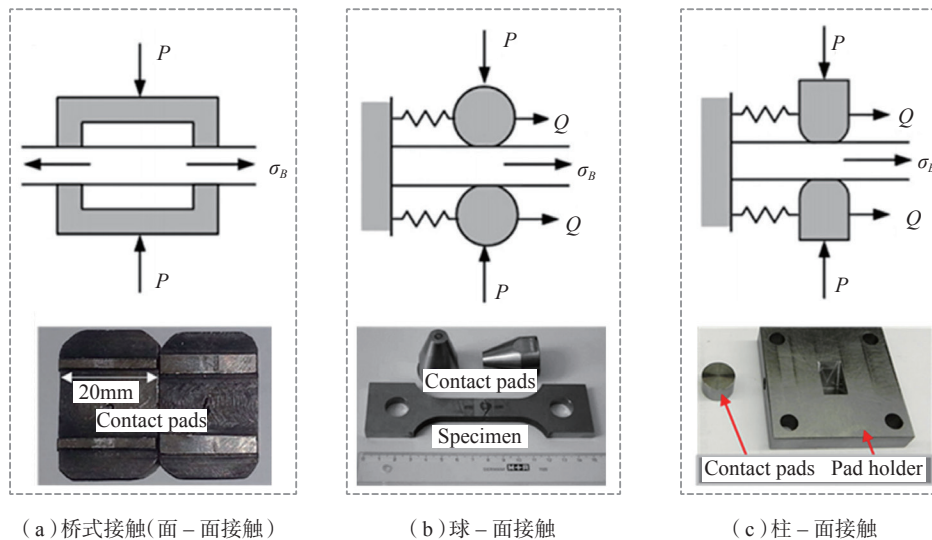 P
σB
P
20mm
Contact pads
(a)桥式接触(面–面接触)
P
Q
σB
Q
P
Contact pads
Specimen
(b)球–面接触
P
Q
σB
Q
P
Contact pads Pad holder
(c)柱–面接触